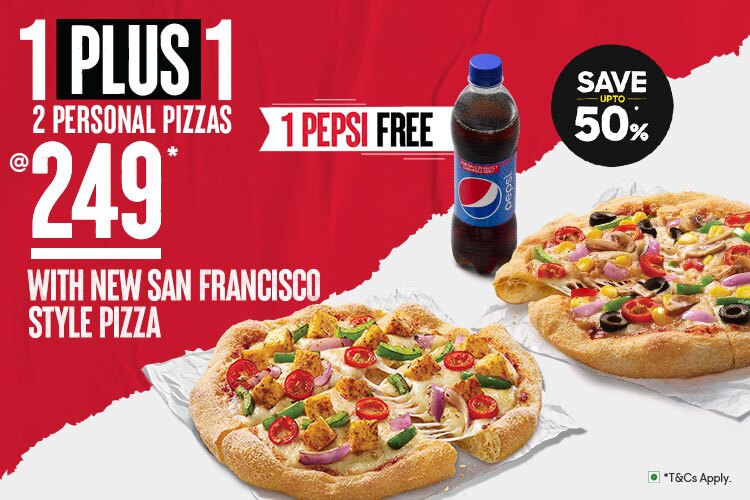 1 PLUS 1
2 PERSONAL PIZZAS
@249*
WITH NEW SAN FRANCISCO
STYLE PIZZA
1 PEPSI FREE
pepsi
SAVE
UPTO
50%*
*T&Cs Apply.